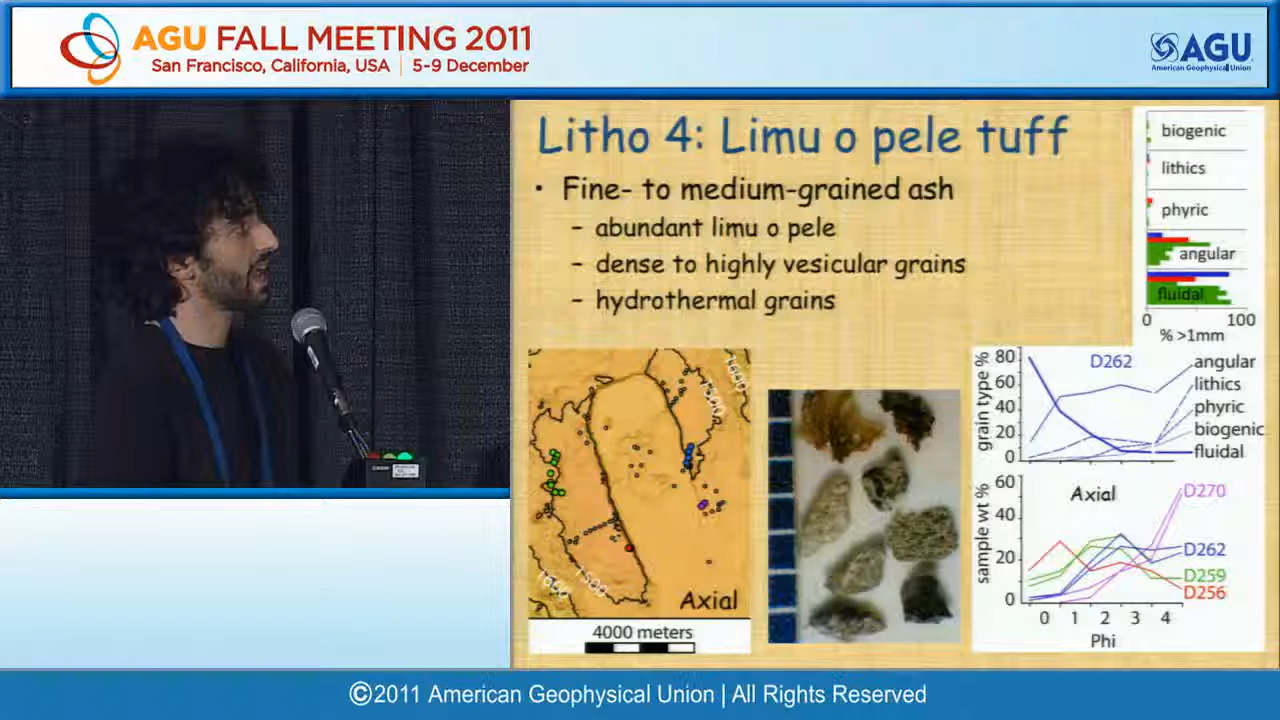 AGU FALL MEETING 2011
San Francisco, California, USA | 5-9 December
AGU
American Geophysical Union
Litho 4: Limu o pele tuff
• Fine- to medium-grained ash
– abundant limu o pele
– dense to highly vesicular grains
– hydrothermal grains
biogenic
lithics
phyric
angular
fluidal
0 100
% >1mm
1600
1500
1600
1500
Axial
4000 meters
grain type %
80
60
40
20
0
D262
angular
lithics
phyric
biogenic
fluidal
sample wt %
60
40
20
0
Axial
D270
D262
D259
D256
0 1 2 3 4
Phi
©2011 American Geophysical Union | All Rights Reserved